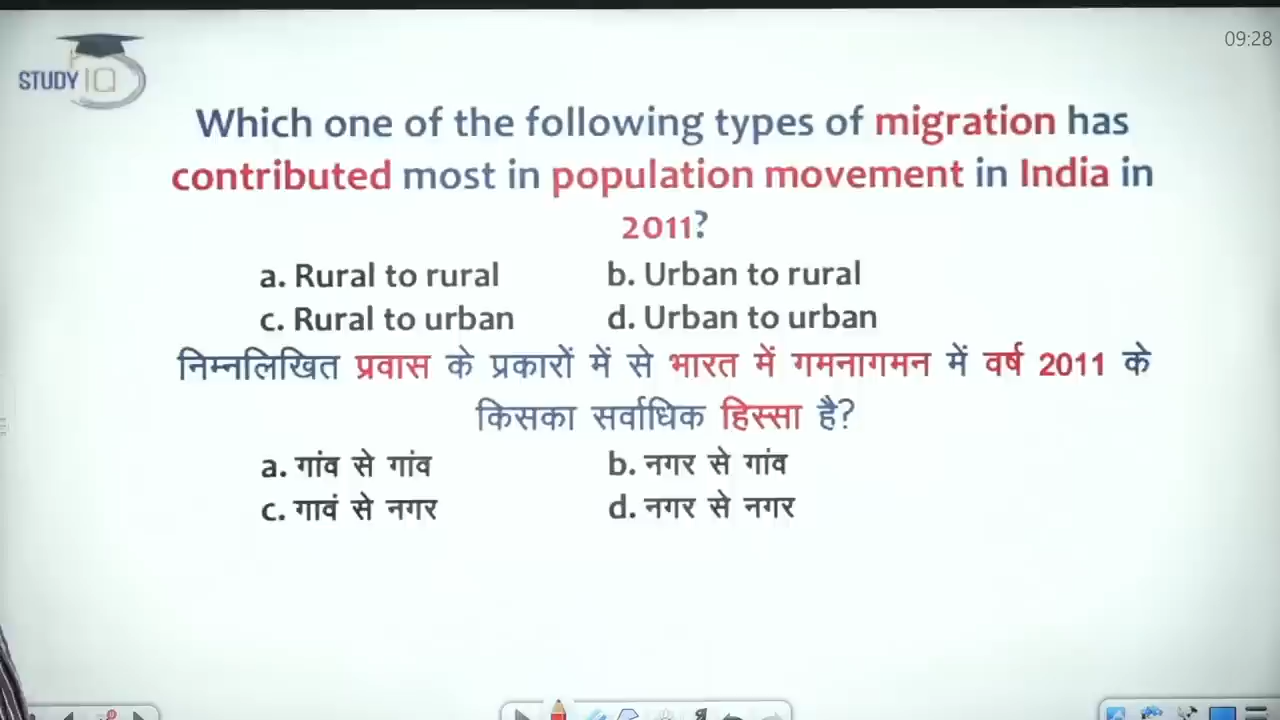 09:28
STUDY IQ
Which one of the following types of migration has
contributed most in population movement in India in
2011?
a. Rural to rural b. Urban to rural
c. Rural to urban d. Urban to urban
निम्नलिखित प्रवास के प्रकारों में से भारत में गमनागमन में वर्ष 2011 के
किसका सर्वाधिक हिस्सा है?
a. गांव से गांव b. नगर से गांव
c. गावं से नगर d. नगर से नगर